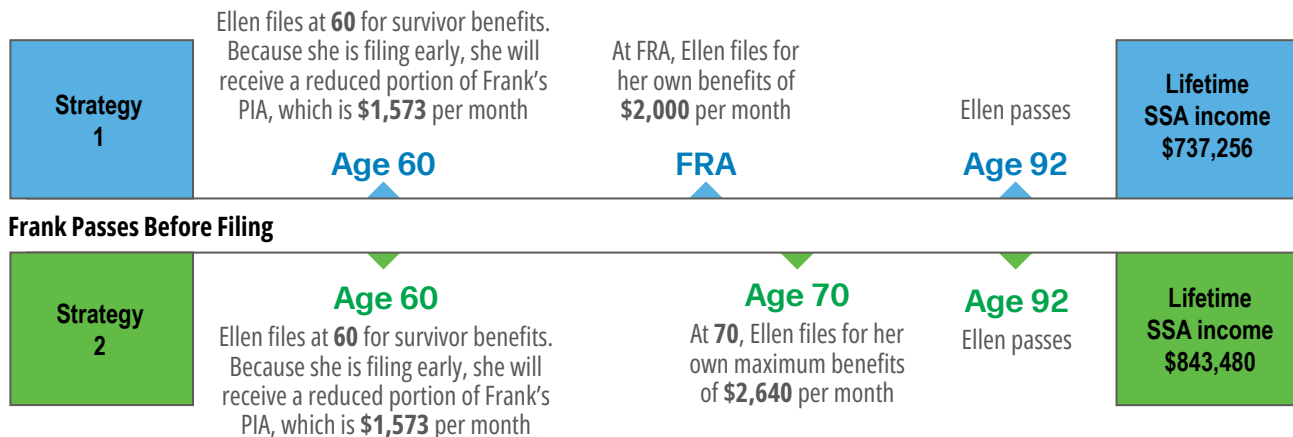 Strategy
1
Ellen files at 60 for survivor benefits.
Because she is filing early, she will
receive a reduced portion of Frank's
PIA, which is $1,573 per month
Age 60
At FRA, Ellen files for
her own benefits of
$2,000 per month
FRA
Ellen passes
Age 92
Lifetime
SSA income
$737,256
Frank Passes Before Filing
Strategy
2
Age 60
Ellen files at 60 for survivor benefits.
Because she is filing early, she will
receive a reduced portion of Frank's
PIA, which is $1,573 per month
Age 70
At 70, Ellen files for her
own maximum benefits
of $2,640 per month
Age 92
Ellen passes
Lifetime
SSA income
$843,480